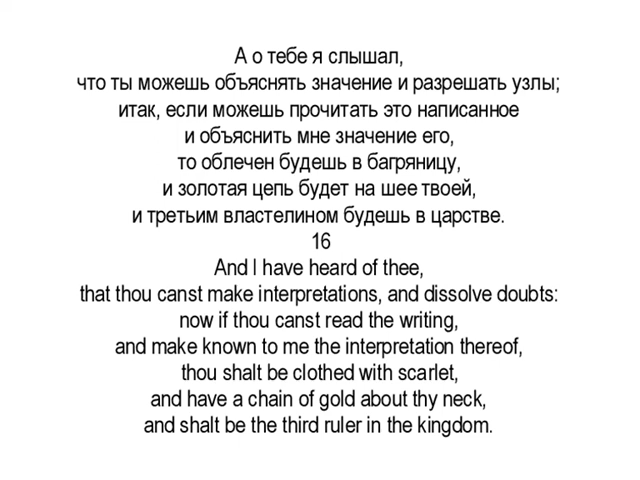 А о тебе я слышал,
что ты можешь объяснять значение и разрешать узлы;
итак, если можешь прочитать это написанное
и объяснить мне значение его,
то облечен будешь в багряницу,
и золотая цепь будет на шее твоей,
и третьим властелином будешь в царстве.
16
And I have heard of thee,
that thou canst make interpretations, and dissolve doubts:
now if thou canst read the writing,
and make known to me the interpretation thereof,
thou shalt be clothed with scarlet,
and have a chain of gold about thy neck,
and shalt be the third ruler in the kingdom.